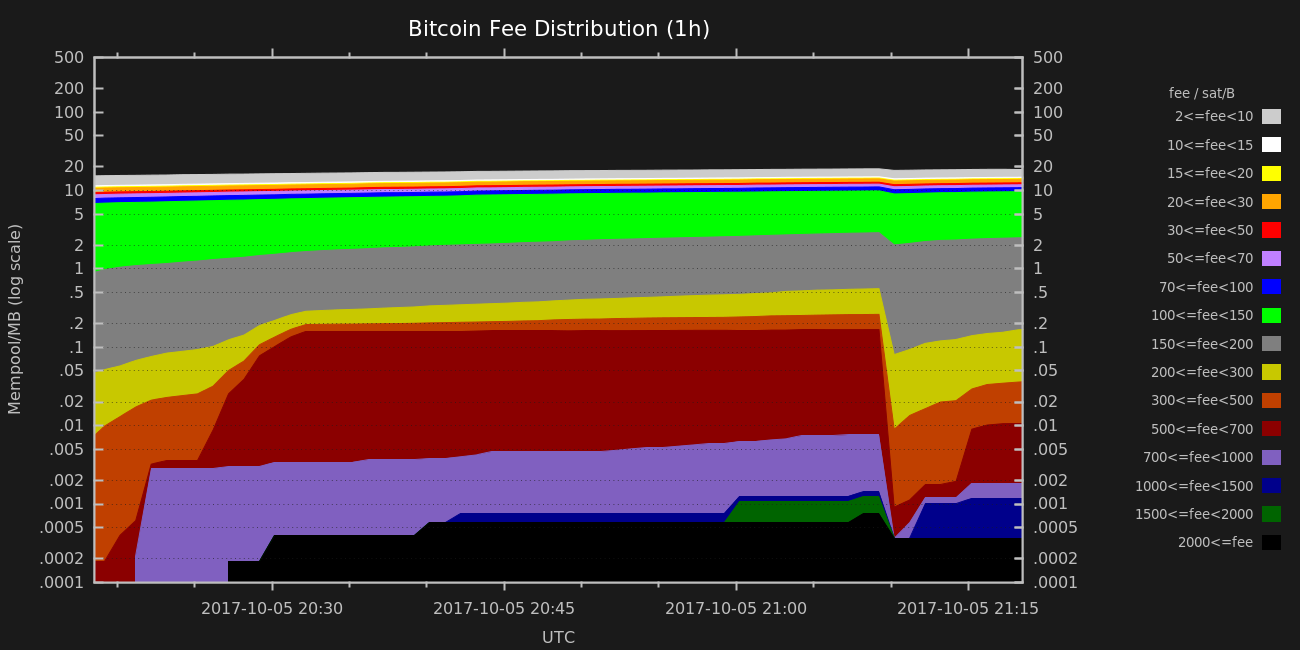 Bitcoin Fee Distribution (1h)
500
200
100
50
20
10
5
2
1
.5
.2
.1
.05
.02
.01
.005
.002
.001
.0005
.0002
.0001
Mempool/MB (log scale)
500
200
100
50
20
10
5
2
1
.5
.2
.1
.05
.02
.01
.005
.002
.001
.0005
.0002
.0001
2017-10-05 20:30
2017-10-05 20:45
2017-10-05 21:00
2017-10-05 21:15
UTC
fee / sat/B
2<=fee<10
10<=fee<15
15<=fee<20
20<=fee<30
30<=fee<50
50<=fee<70
70<=fee<100
100<=fee<150
150<=fee<200
200<=fee<300
300<=fee<500
500<=fee<700
700<=fee<1000
1000<=fee<1500
1500<=fee<2000
2000<=fee